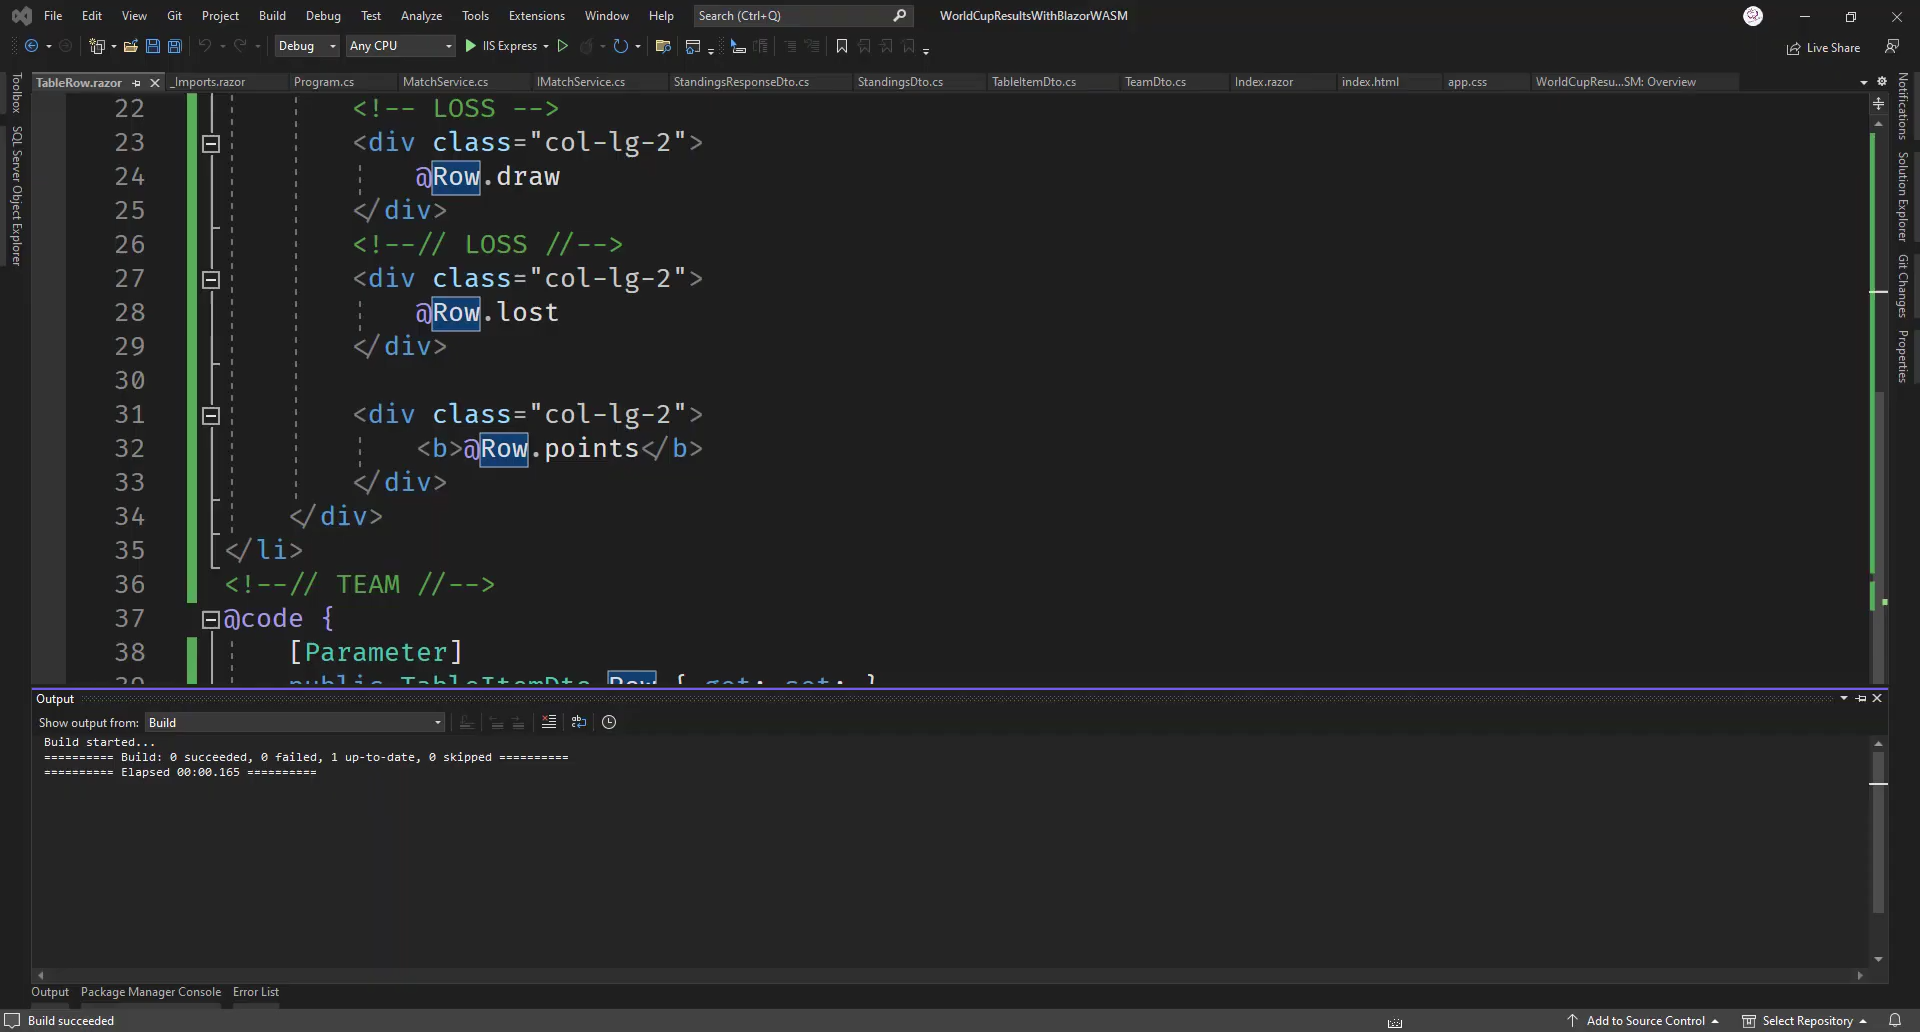 File Edit View Git Project Build Debug Test Analyze Tools Extensions Window Help Search (Ctrl+Q) WorldCupResultsWithBlazorWASM
Debug Any CPU IIS Express Live Share
TableRow.razor _Imports.razor Program.cs MatchService.cs IMatchService.cs StandingsResponseDto.cs StandingsDto.cs TableItemDto.cs TeamDto.cs Index.razor index.html app.css WorldCupResu...SM: Overview
Toolbox
SQL Server Object Explorer
22 <!-- LOSS -->
23 <div class="col-lg-2">
24 @Row.draw
25 </div>
26 <!--// LOSS //-->
27 <div class="col-lg-2">
28 @Row.lost
29 </div>
30
31 <div class="col-lg-2">
32 <b>@Row.points</b>
33 </div>
34 </div>
35 </li>
36 <!--// TEAM //-->
37 @code {
38 [Parameter]
39 public TableItemDto Row { get; set; }
Notifications
Solution Explorer
Git Changes
Properties
Output
Show output from: Build
Build started...
========== Build: 0 succeeded, 0 failed, 1 up-to-date, 0 skipped ==========
========== Elapsed 00:00.165 ==========
Output Package Manager Console Error List
Build succeeded Add to Source Control Select Repository